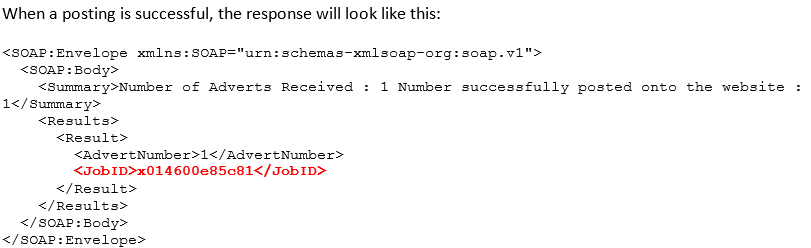 When a posting is successful, the response will look like this:
<SOAP:Envelope xmlns:SOAP="urn:schemas-xmlsoap-org:soap.v1">
<SOAP:Body>
<Summary>Number of Adverts Received : 1 Number successfully posted onto the website :
1</Summary>
<Results>
<Result>
<AdvertNumber>1</AdvertNumber>
<JobID>x014600e85c81</JobID>
</Result>
</Results>
</SOAP:Body>
</SOAP:Envelope>